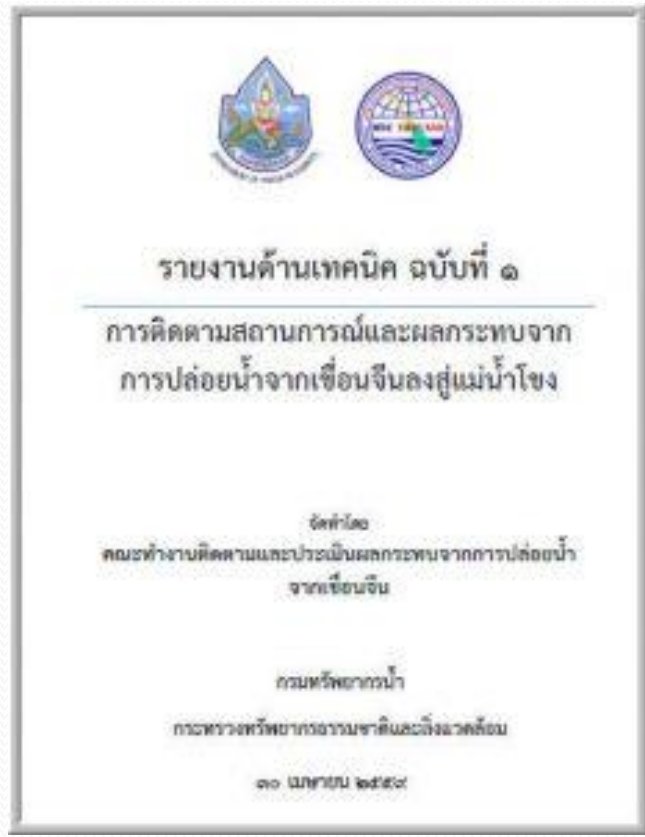 รายงานด้านเทคนิค ฉบับที่ ๑
การติดตามสถานการณ์และผลกระทบจาก
การปล่อยน้ำจากเขื่อนจีนลงสู่แม่น้ำโขง
จัดทำโดย
คณะทำงานติดตามและประเมินผลกระทบจากการปล่อยน้ำ
จากเขื่อนจีน
กรมทรัพยากรน้ำ
กระทรวงทรัพยากรธรรมชาติและสิ่งแวดล้อม
๓๐ เมษายน ๒๕๕๙